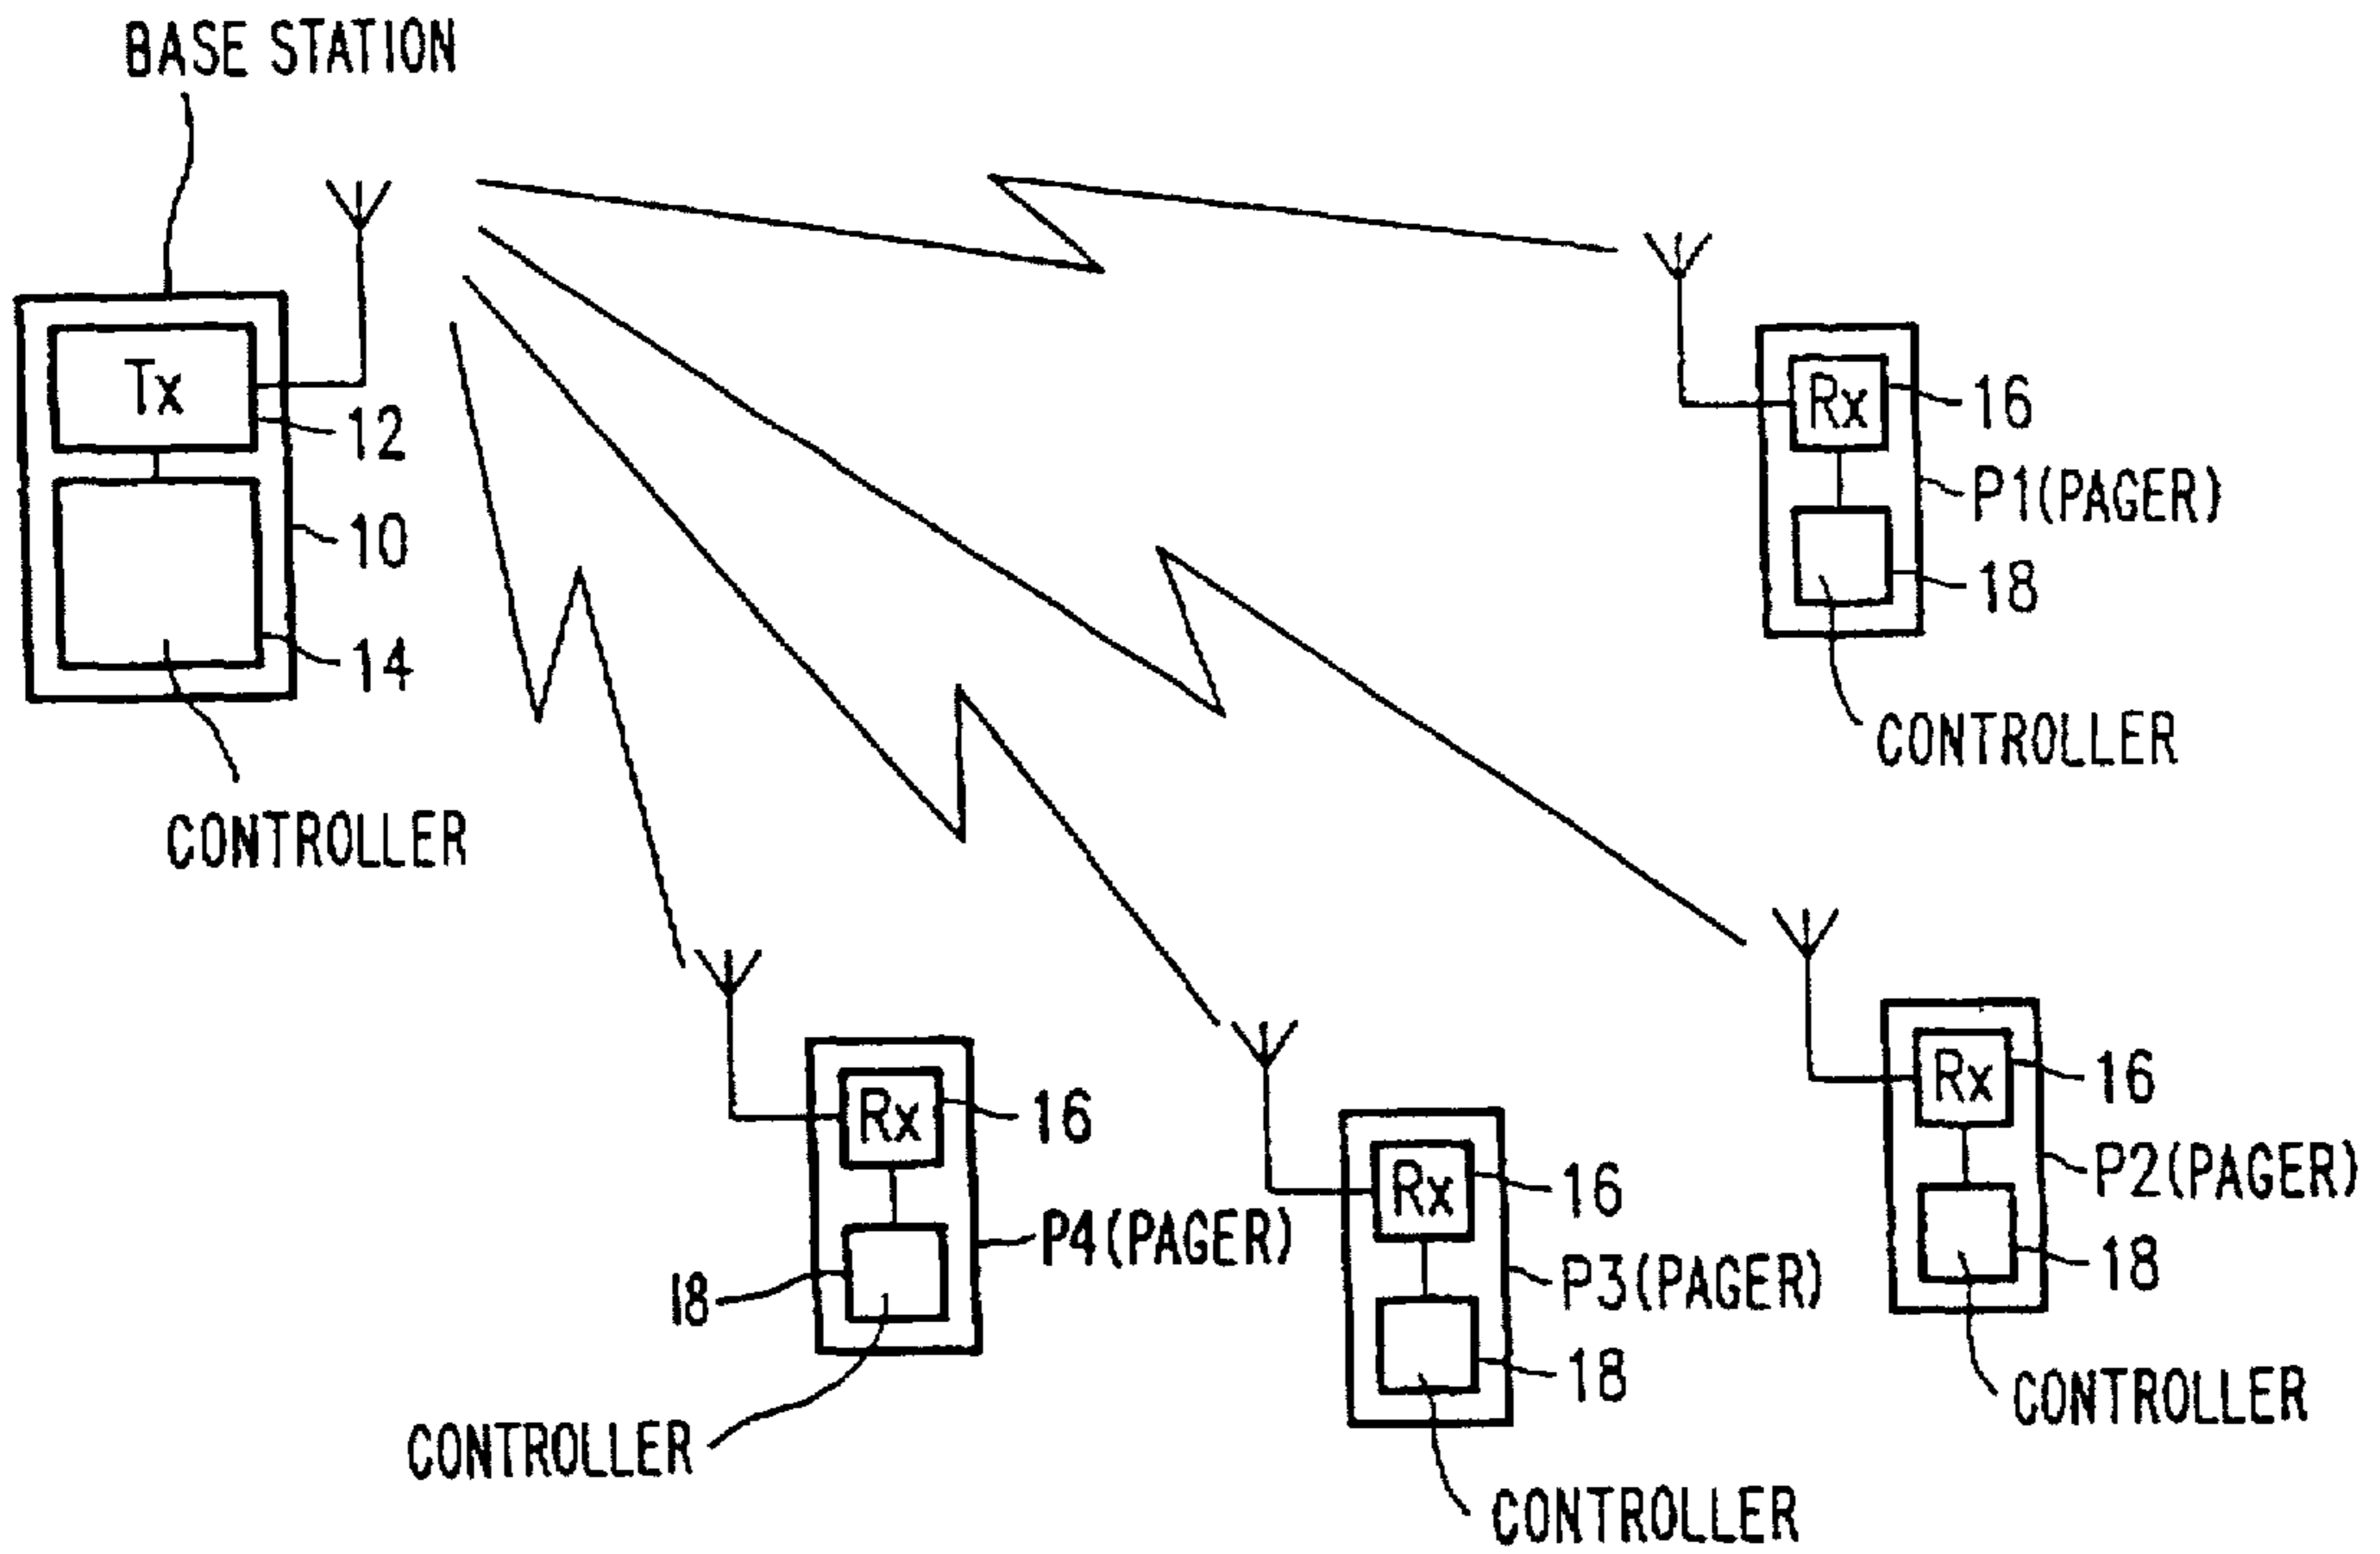 BASE STATION
Tx
12
10
14
CONTROLLER
Rx
16
P1(PAGER)
18
CONTROLLER
Rx
16
P2(PAGER)
18
CONTROLLER
Rx
16
P3(PAGER)
18
CONTROLLER
Rx
16
P4(PAGER)
18
CONTROLLER